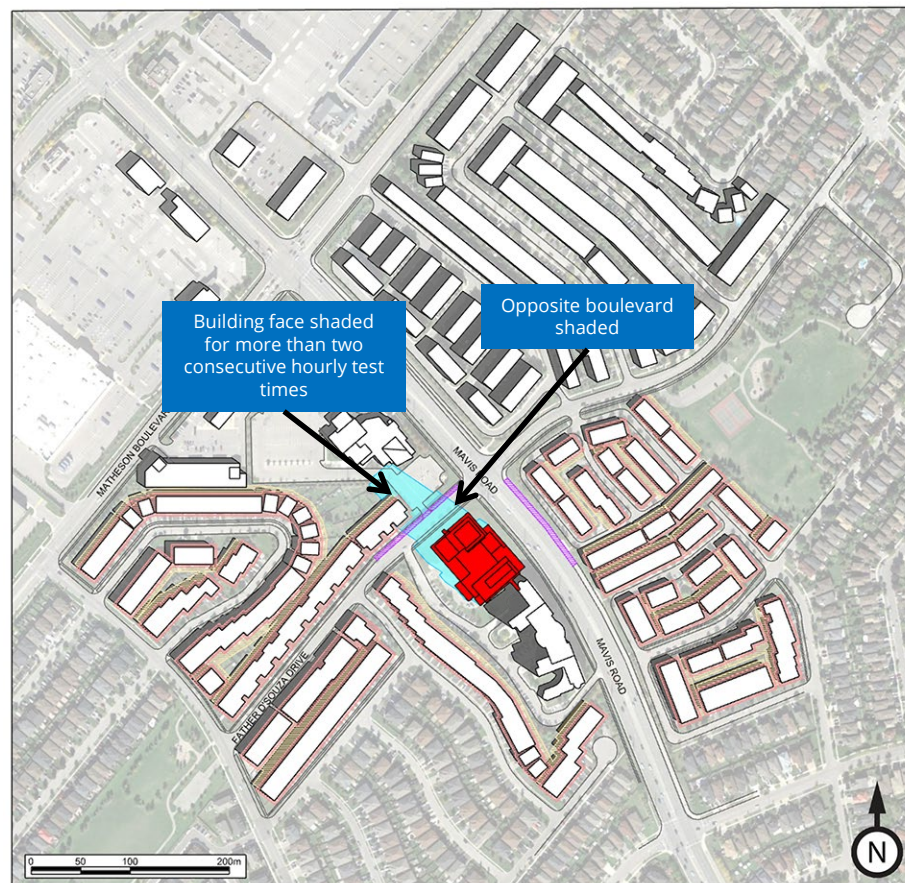 Building face shaded
for more than two
consecutive hourly test
times
Opposite boulevard
shaded
MATHESON BOULEVARD
MAVIS ROAD
FATHER D'SOUZA DRIVE
MAVIS ROAD
0 50 100 200m
N